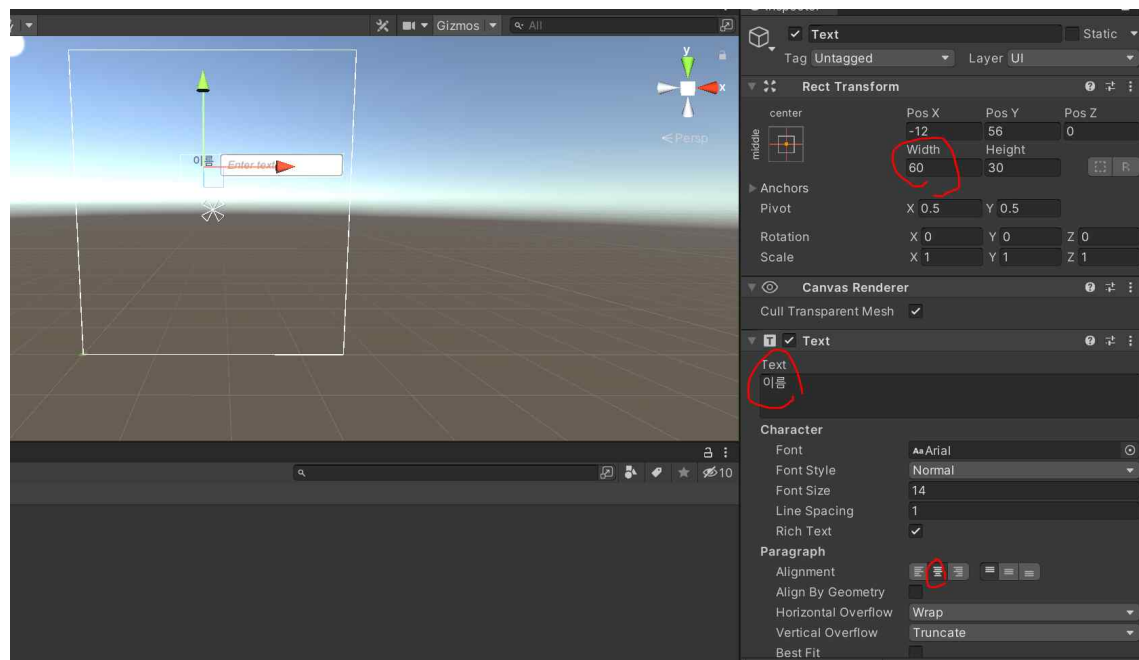 Gizmos
All
Inspector
Text
Static
Tag Untagged
Layer UI
Rect Transform
center
Pos X
Pos Y
Pos Z
middle
-12
56
0
Width
Height
60
30
R
Anchors
Pivot
X 0.5
Y 0.5
Rotation
X 0
Y 0
Z 0
Scale
X 1
Y 1
Z 1
Canvas Renderer
Cull Transparent Mesh
T Text
Text
이름
Character
Font
Aa Arial
Font Style
Normal
Font Size
14
Line Spacing
1
Rich Text
Paragraph
Alignment
Align By Geometry
Horizontal Overflow
Wrap
Vertical Overflow
Truncate
Best Fit
y
x
Persp
이름
Enter text
10